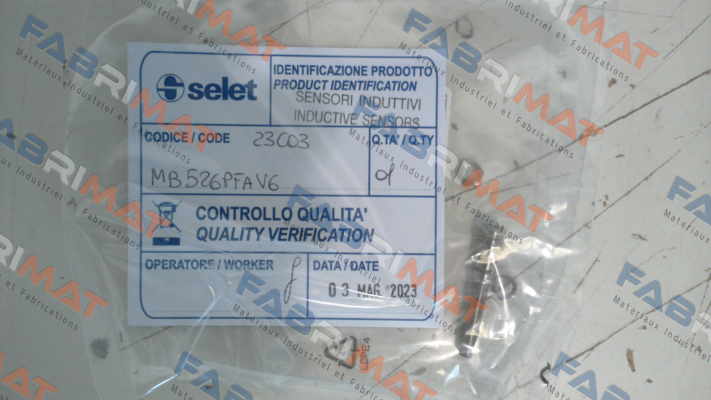 selet
IDENTIFICAZIONE PRODOTTO
PRODUCT IDENTIFICATION
SENSORI INDUTTIVI
INDUCTIVE SENSORS
CODICE / CODE 23C03
Q.TA' / Q.TY
MB526PFAV6
CONTROLLO QUALITA'
QUALITY VERIFICATION
OPERATORE / WORKER
DATA / DATE
03 MAG. 2023
LDPE4
FABRIMAT
Materiaux Industriel et Fabrications